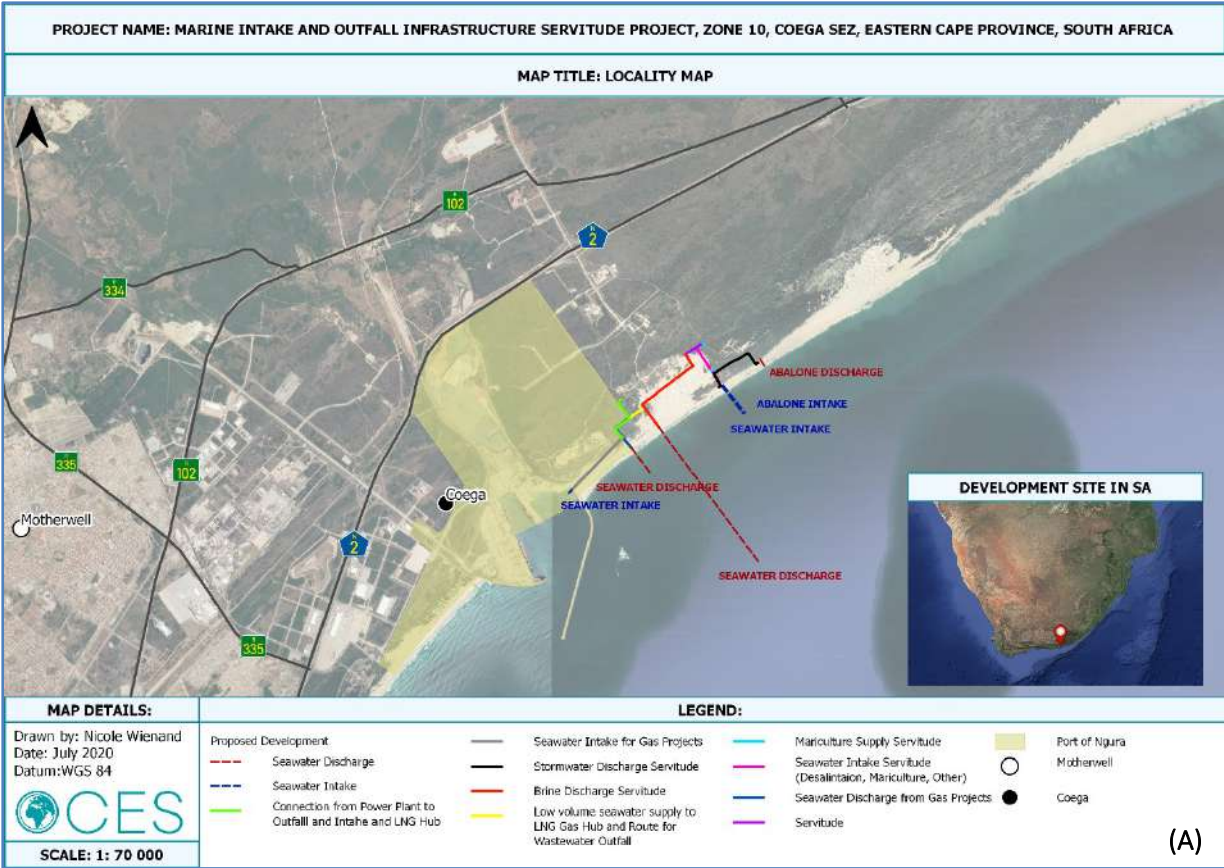 PROJECT NAME: MARINE INTAKE AND OUTFALL INFRASTRUCTURE SERVITUDE PROJECT, ZONE 10, COEGA SEZ, EASTERN CAPE PROVINCE, SOUTH AFRICA
MAP TITLE: LOCALITY MAP
R
102
N
2
334
ABALONE DISCHARGE
ABALONE INTAKE
SEAWATER INTAKE
335
102
SEAWATER DISCHARGE
Coega
SEAWATER INTAKE
Motherwell
N
2
SEAWATER DISCHARGE
335
DEVELOPMENT SITE IN SA
MAP DETAILS:
Drawn by: Nicole Wienand
Date: July 2020
Datum:WGS 84
CES
SCALE: 1: 70 000
LEGEND:
Proposed Development
Seawater Discharge
Seawater Intake
Connection from Power Plant to
Outfall and Intahe and LNG Hub
Seawater Intake for Gas Projects
Stormwater Discharge Servitude
Brine Discharge Servitude
Low volume seawater supply to
LNG Gas Hub and Route for
Wastewater Outfall
Mariculture Supply Servitude
Seawater Intake Servitude
(Desalintaion, Mariculture, Other)
Seawater Discharge from Gas Projects
Servitude
Port of Ngura
Motherwell
Coega
(A)